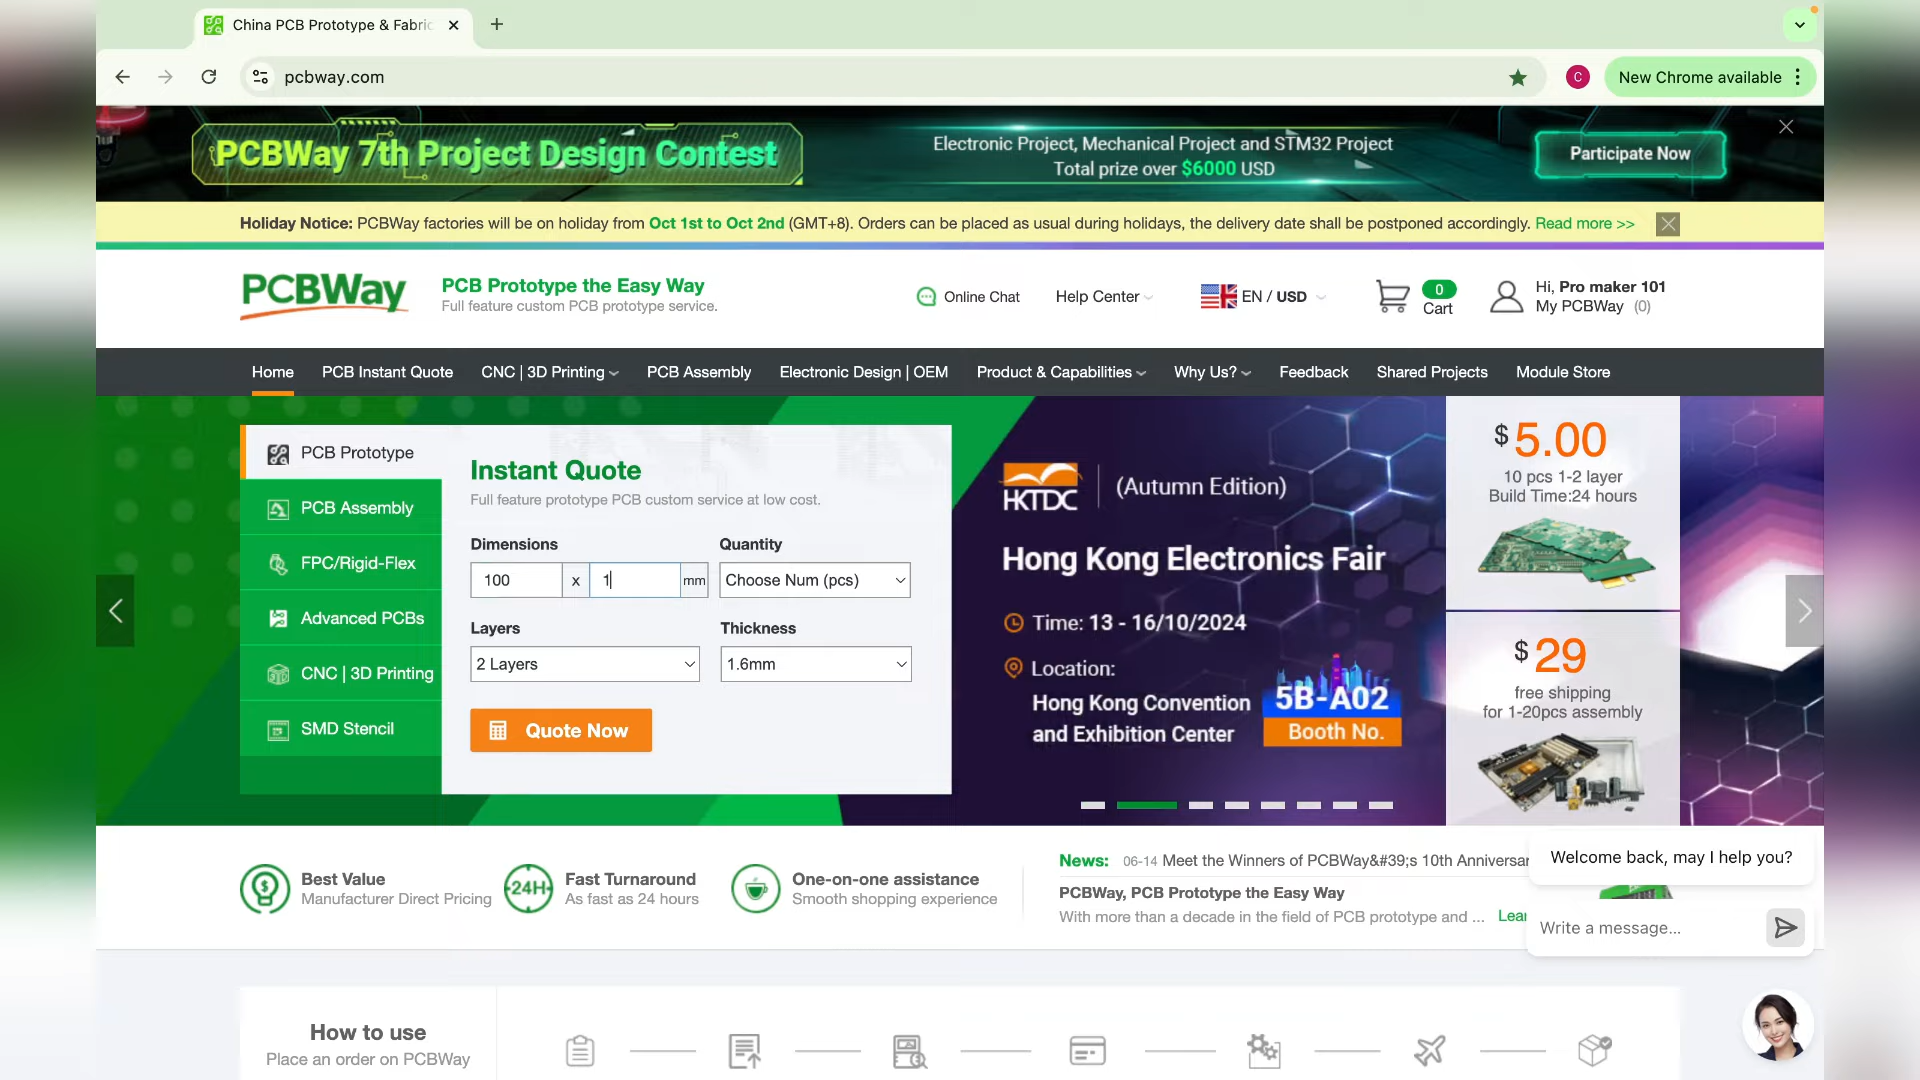 China PCB Prototype & Fabric
pcbway.com
C
New Chrome available
PCBWay 7th Project Design Contest
Electronic Project, Mechanical Project and STM32 Project
Total prize over $6000 USD
Participate Now
Holiday Notice: PCBWay factories will be on holiday from Oct 1st to Oct 2nd (GMT+8). Orders can be placed as usual during holidays, the delivery date shall be postponed accordingly. Read more >>
PCBWay
PCB Prototype the Easy Way
Full feature custom PCB prototype service.
Online Chat
Help Center
EN / USD
0
Cart
Hi, Pro maker 101
My PCBWay (0)
Home
PCB Instant Quote
CNC | 3D Printing
PCB Assembly
Electronic Design | OEM
Product & Capabilities
Why Us?
Feedback
Shared Projects
Module Store
PCB Prototype
PCB Assembly
FPC/Rigid-Flex
Advanced PCBs
CNC | 3D Printing
SMD Stencil
Instant Quote
Full feature prototype PCB custom service at low cost.
Dimensions
Quantity
100 x 1 mm
Choose Num (pcs)
Layers
Thickness
2 Layers
1.6mm
Quote Now
HKTDC
(Autumn Edition)
Hong Kong Electronics Fair
Time: 13 - 16/10/2024
Location:
Hong Kong Convention
and Exhibition Center
5B-A02
Booth No.
$5.00
10 pcs 1-2 layer
Build Time:24 hours
$29
free shipping
for 1-20pcs assembly
Best Value
Manufacturer Direct Pricing
24H
Fast Turnaround
As fast as 24 hours
One-on-one assistance
Smooth shopping experience
News: 06-14 Meet the Winners of PCBWay&#39;s 10th Anniversar
PCBWay, PCB Prototype the Easy Way
With more than a decade in the field of PCB prototype and ... Lear
Welcome back, may I help you?
Write a message...
How to use
Place an order on PCBWay